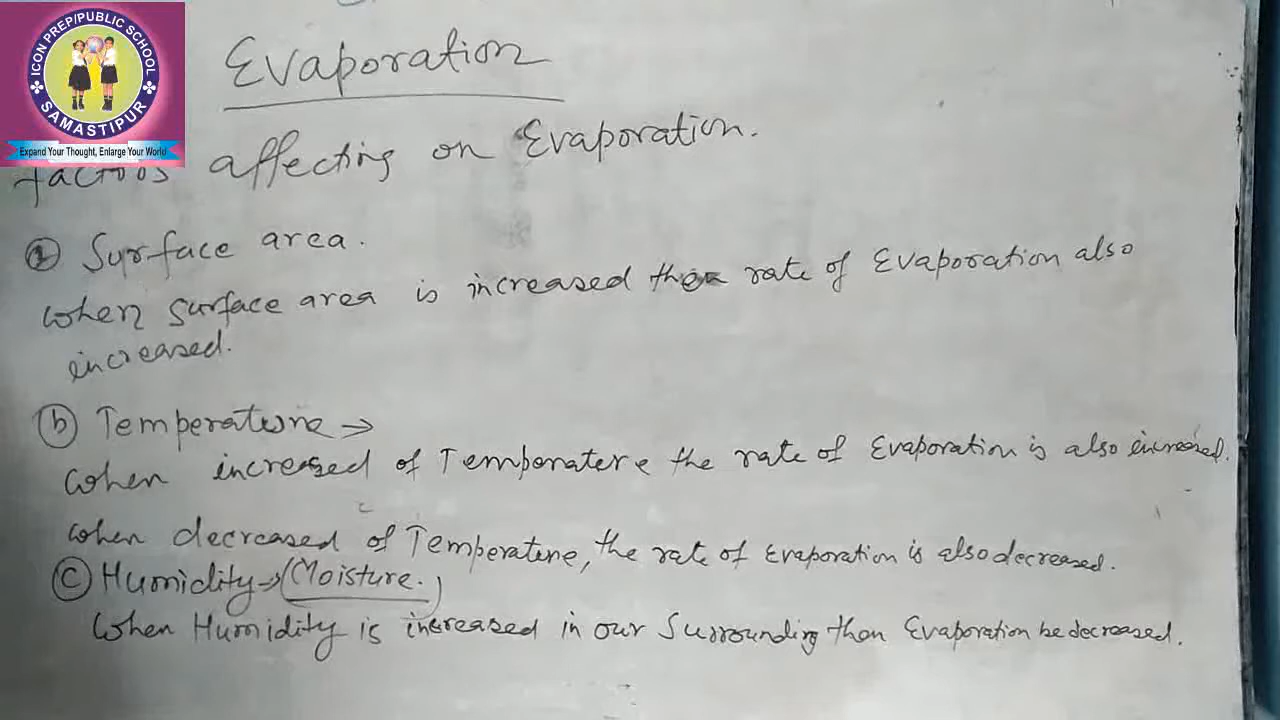 ICON PREP/PUBLIC SCHOOL
SAMASTIPUR
Expand Your Thought, Enlarge Your World
Evaporation
factors affecting on Evaporation.
a Surface area.
when surface area is increased the rate of Evaporation also
increased.
b Temperature →
when increased of Temperature the rate of Evaporation is also increased.
when decreased of Temperature, the rate of Evaporation is also decreased.
c Humidity → (Moisture.)
When Humidity is increased in our Surrounding then Evaporation be decreased.